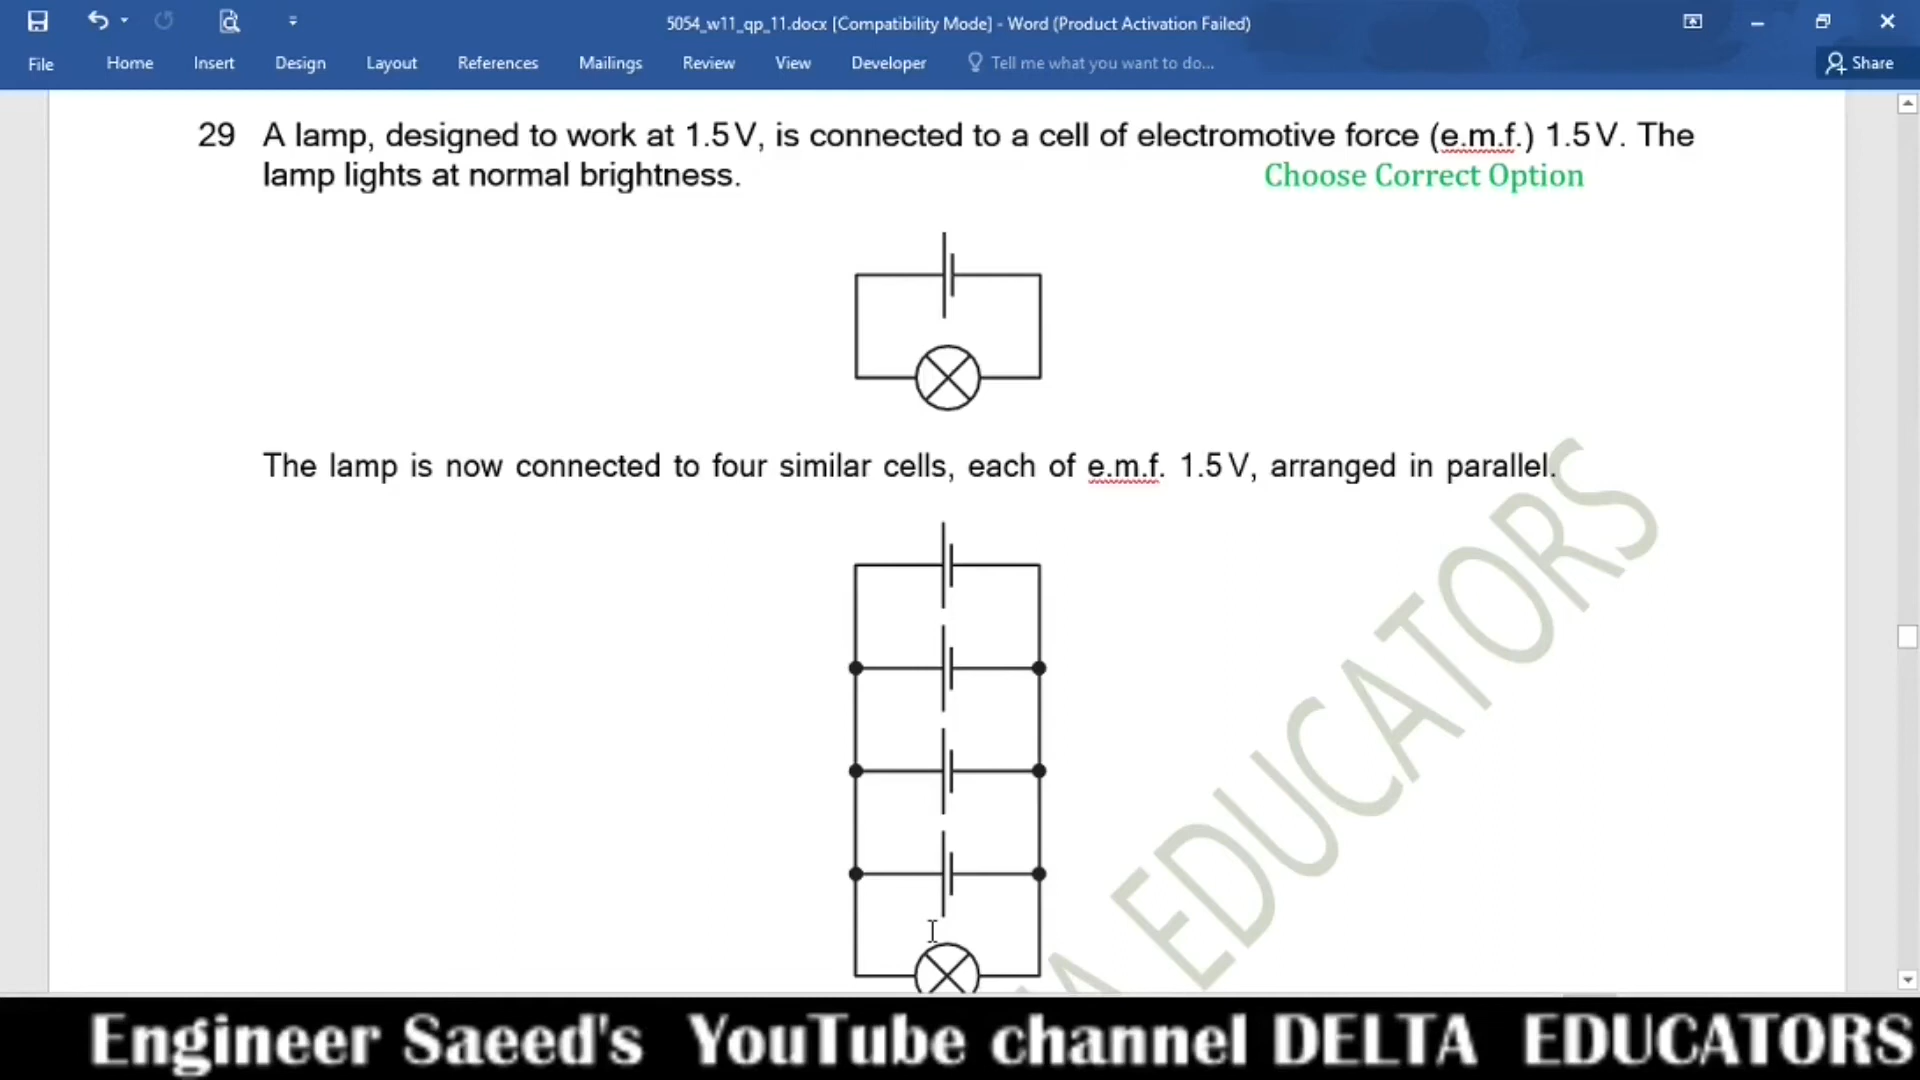 5054_w11_qp_11.docx [Compatibility Mode] - Word (Product Activation Failed)
File Home Insert Design Layout References Mailings Review View Developer Tell me what you want to do... Share
29 A lamp, designed to work at 1.5 V, is connected to a cell of electromotive force (e.m.f.) 1.5 V. The
lamp lights at normal brightness. Choose Correct Option
The lamp is now connected to four similar cells, each of e.m.f. 1.5 V, arranged in parallel.
EDUCATORS
Engineer Saeed's YouTube channel DELTA EDUCATORS